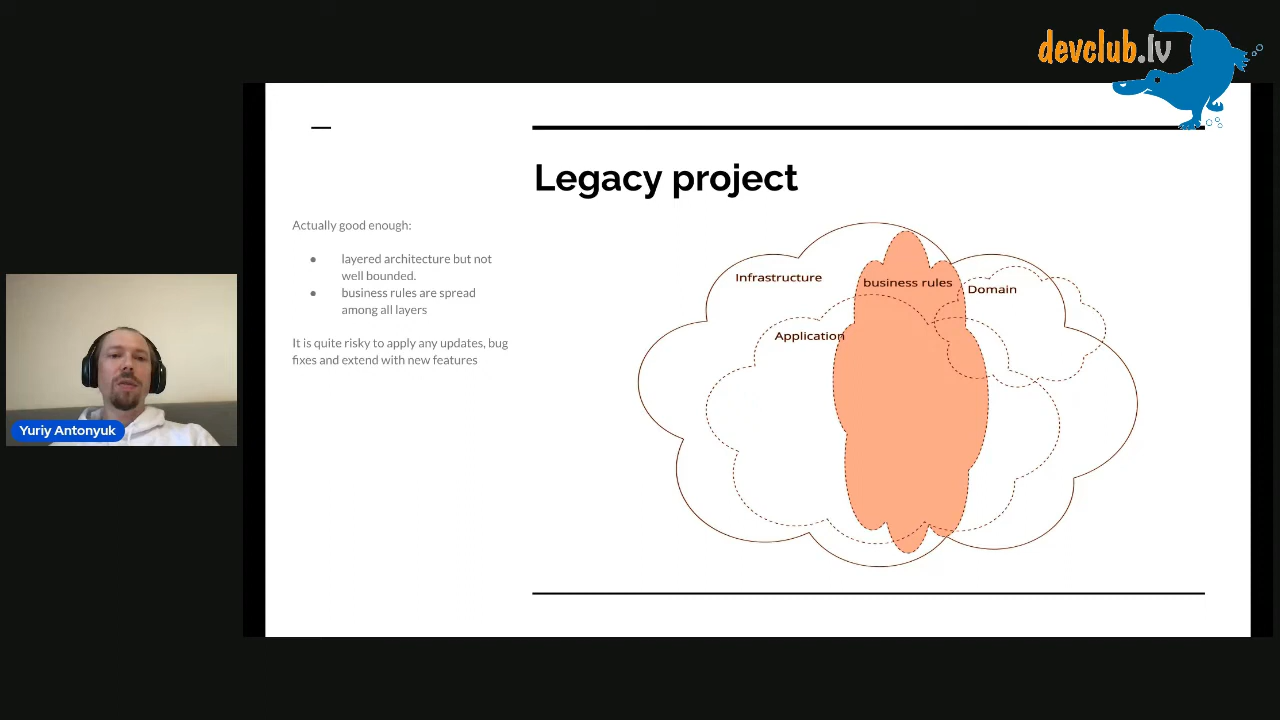 devclub.lv
Legacy project
Actually good enough:
● layered architecture but not
well bounded.
● business rules are spread
among all layers
It is quite risky to apply any updates, bug
fixes and extend with new features
Infrastructure
business rules
Domain
Application
Yuriy Antonyuk